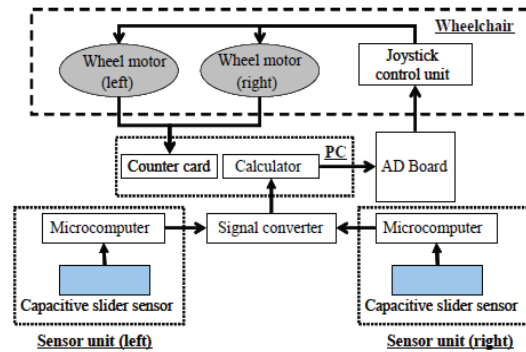 Wheelchair
Wheel motor
(left)
Wheel motor
(right)
Joystick
control unit
PC
Counter card
Calculator
AD Board
Microcomputer
Signal converter
Microcomputer
Capacitive slider sensor
Capacitive slider sensor
Sensor unit (left)
Sensor unit (right)